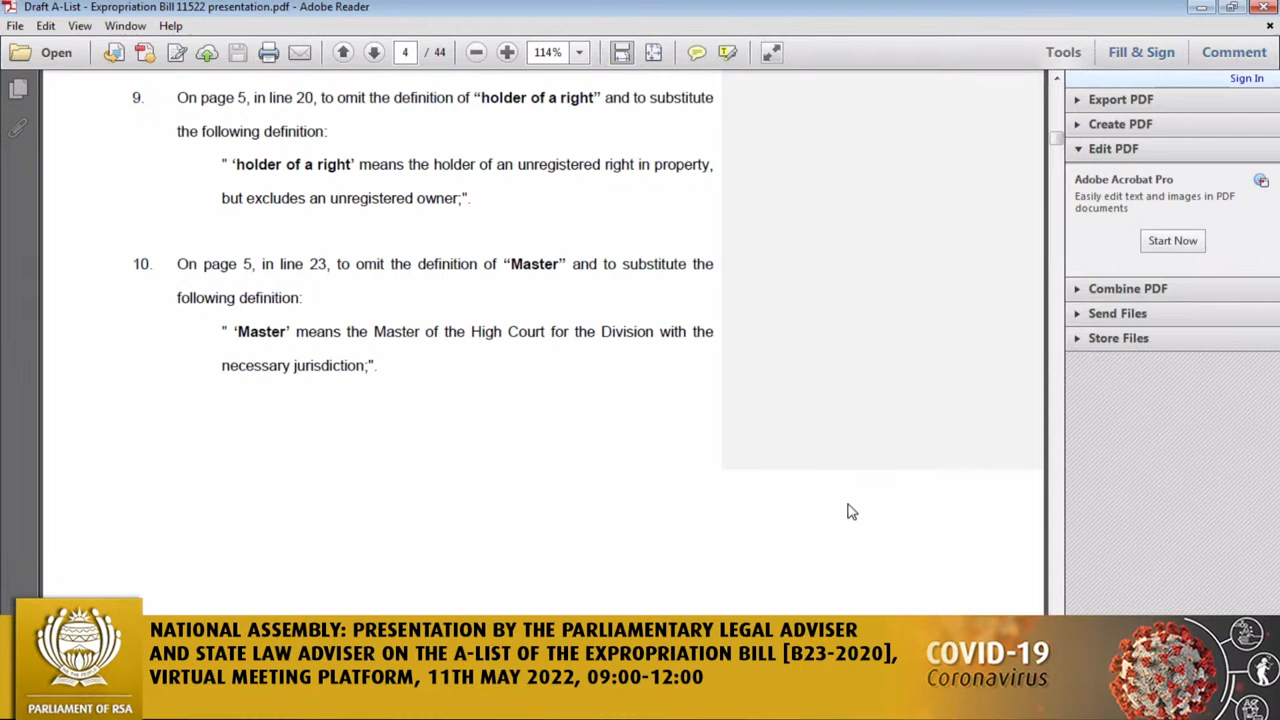 Draft A-List - Expropriation Bill 11522 presentation.pdf - Adobe Reader
File Edit View Window Help
Open 4 / 44 114% Tools Fill & Sign Comment
Sign In
Export PDF
Create PDF
Edit PDF
Adobe Acrobat Pro
Easily edit text and images in PDF
documents
Start Now
Combine PDF
Send Files
Store Files
9. On page 5, in line 20, to omit the definition of “holder of a right” and to substitute
the following definition:
" ‘holder of a right’ means the holder of an unregistered right in property,
but excludes an unregistered owner;".
10. On page 5, in line 23, to omit the definition of “Master” and to substitute the
following definition:
" ‘Master’ means the Master of the High Court for the Division with the
necessary jurisdiction;".
NATIONAL ASSEMBLY: PRESENTATION BY THE PARLIAMENTARY LEGAL ADVISER
AND STATE LAW ADVISER ON THE A-LIST OF THE EXPROPRIATION BILL [B23-2020],
VIRTUAL MEETING PLATFORM, 11TH MAY 2022, 09:00-12:00
PARLIAMENT OF RSA
COVID-19
Coronavirus